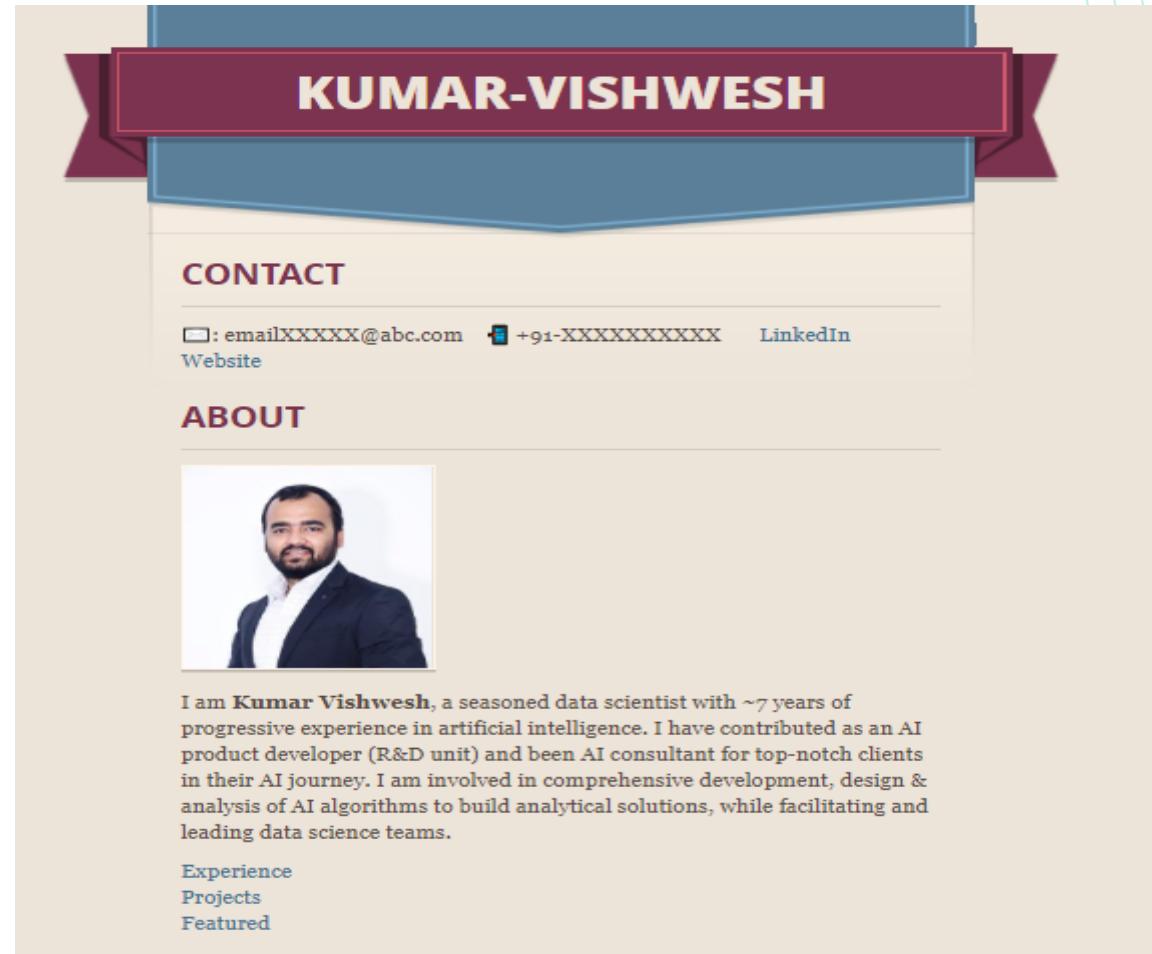 KUMAR-VISHWESH
CONTACT
: emailXXXXX@abc.com +91-XXXXXXXXXX LinkedIn
Website
ABOUT
I am Kumar Vishwesh, a seasoned data scientist with ~7 years of
progressive experience in artificial intelligence. I have contributed as an AI
product developer (R&D unit) and been AI consultant for top-notch clients
in their AI journey. I am involved in comprehensive development, design &
analysis of AI algorithms to build analytical solutions, while facilitating and
leading data science teams.
Experience
Projects
Featured